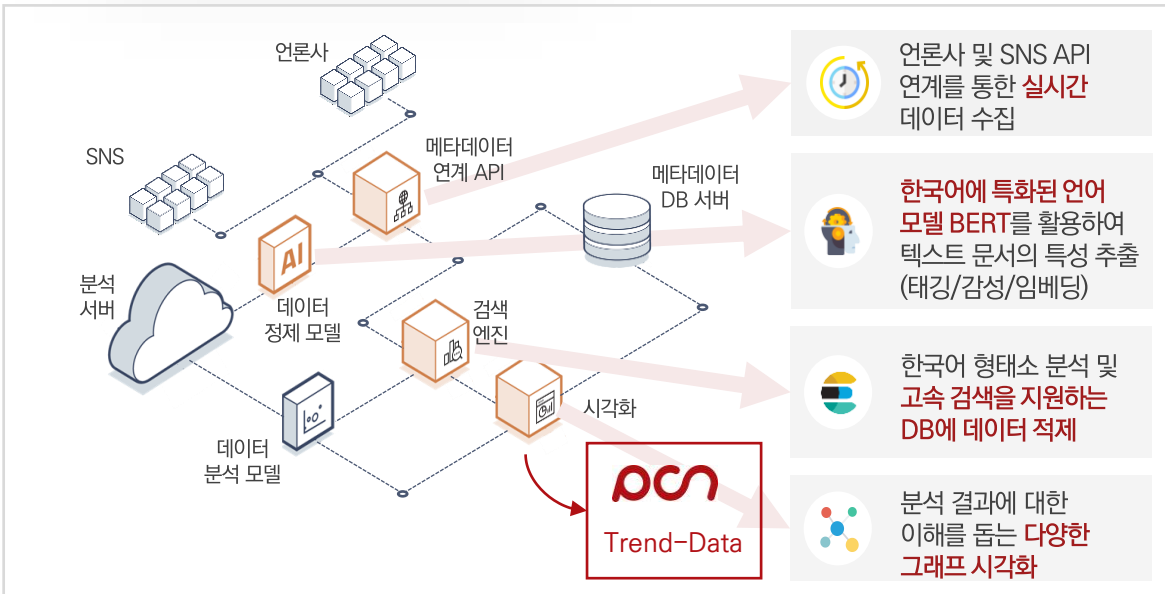 언론사
SNS
메타데이터
연계 API
메타데이터
DB 서버
AI
분석
서버
데이터
정제 모델
검색
엔진
시각화
데이터
분석 모델
pcn
Trend-Data
언론사 및 SNS API
연계를 통한 실시간
데이터 수집
한국어에 특화된 언어
모델 BERT를 활용하여
텍스트 문서의 특성 추출
(태깅/감성/임베딩)
한국어 형태소 분석 및
고속 검색을 지원하는
DB에 데이터 적제
분석 결과에 대한
이해를 돕는 다양한
그래프 시각화